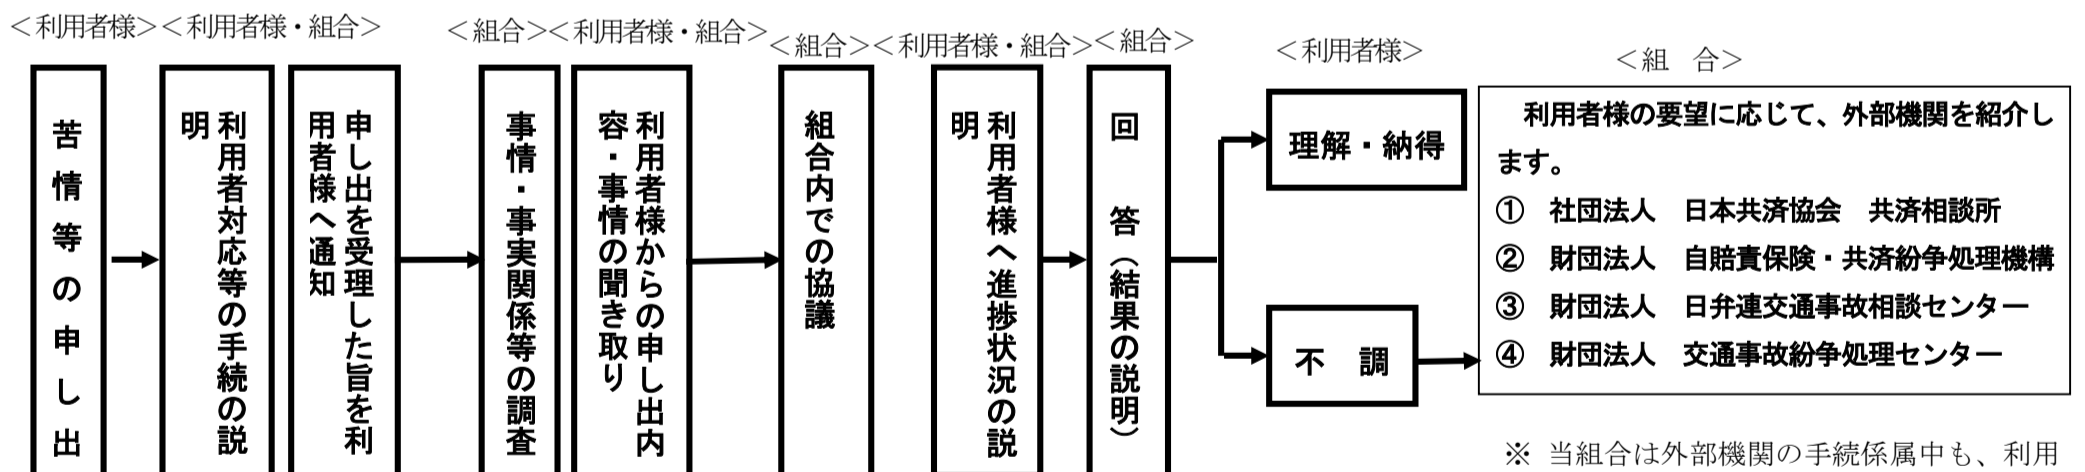 ＜利用者様＞＜利用者様・組合＞
＜組合＞＜利用者様・組合＞
＜組合＞＜利用者様・組合＞＜組合＞
＜利用者様＞
＜組　合＞
苦情等の申し出
利用者対応等の手続の説
明
申し出を受理した旨を利
用者様へ通知
事情・事実関係等の調査
利用者様からの申し出内
容・事情の聞き取り
組合内での協議
利用者様へ進捗状況の説
明
回　答（結果の説明）
理解・納得
不　調
利用者様の要望に応じて、外部機関を紹介し
ます。
①　社団法人　日本共済協会　共済相談所
②　財団法人　自賠責保険・共済紛争処理機構
③　財団法人　日弁連交通事故相談センター
④　財団法人　交通事故紛争処理センター
※ 当組合は外部機関の手続係属中も、利用